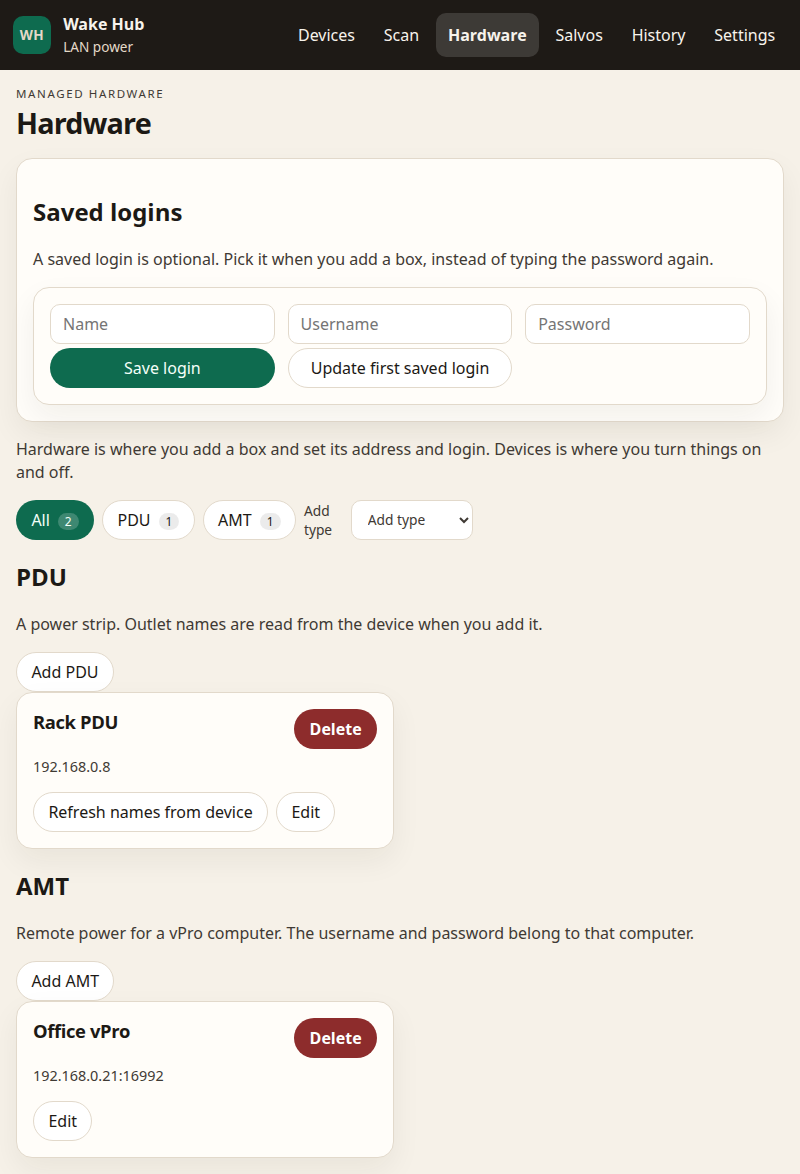 WH
Wake Hub
LAN power
Devices
Scan
Hardware
Salvos
History
Settings
MANAGED HARDWARE
Hardware
Saved logins
A saved login is optional. Pick it when you add a box, instead of typing the password again.
Name
Username
Password
Save login
Update first saved login
Hardware is where you add a box and set its address and login. Devices is where you turn things on
and off.
All 2
PDU 1
AMT 1
Add
type
Add type
PDU
A power strip. Outlet names are read from the device when you add it.
Add PDU
Rack PDU
Delete
192.168.0.8
Refresh names from device
Edit
AMT
Remote power for a vPro computer. The username and password belong to that computer.
Add AMT
Office vPro
Delete
192.168.0.21:16992
Edit